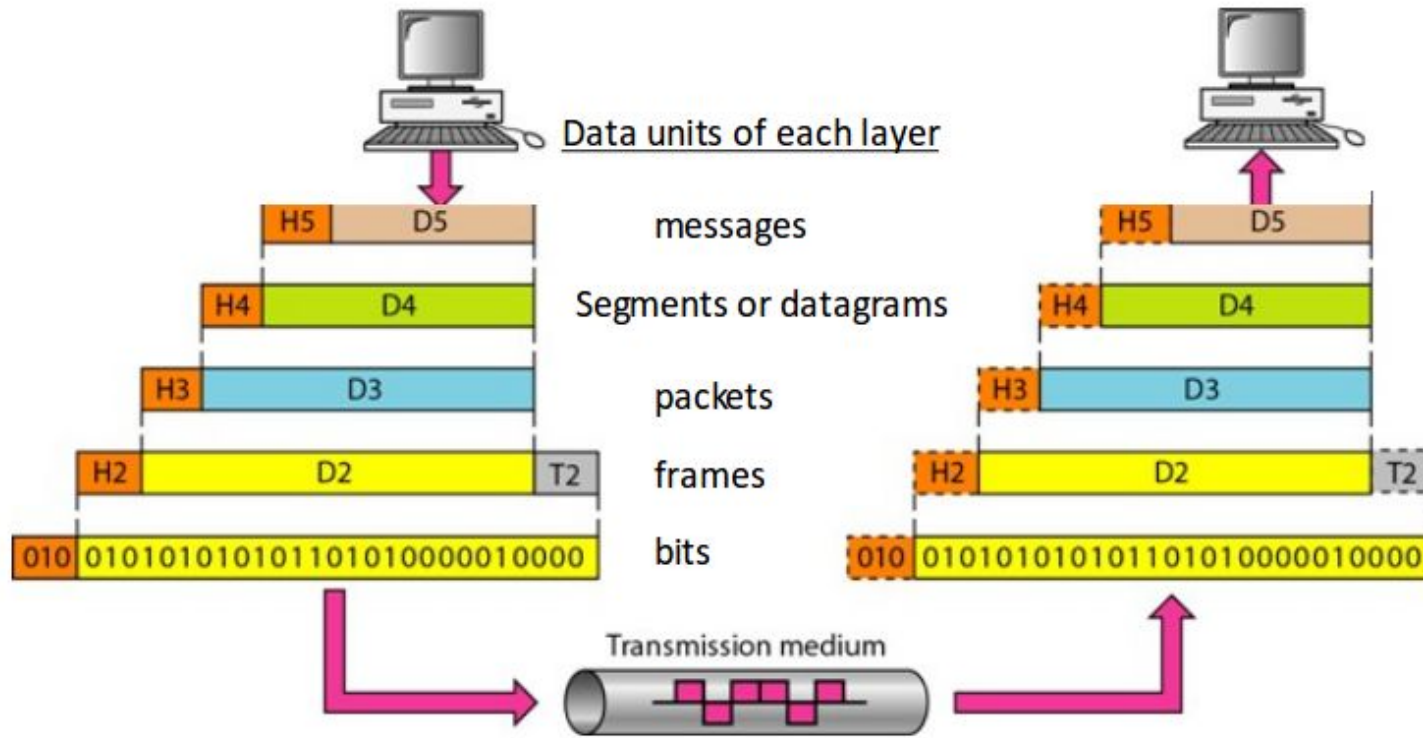 Data units of each layer
H5 D5 messages H5 D5
H4 D4 Segments or datagrams H4 D4
H3 D3 packets H3 D3
H2 D2 T2 frames H2 D2 T2
010 010101010101101010000010000 bits 010 010101010101101010000010000
Transmission medium